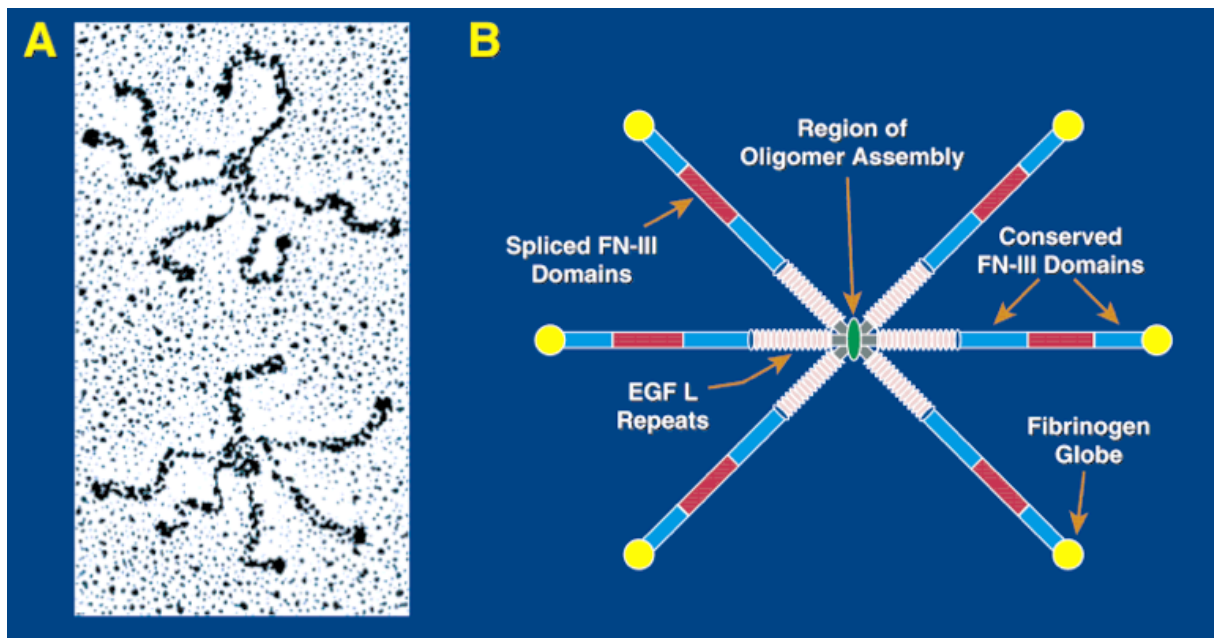 A
B
Region of
Oligomer Assembly
Spliced FN-III
Domains
Conserved
FN-III Domains
EGF L
Repeats
Fibrinogen
Globe